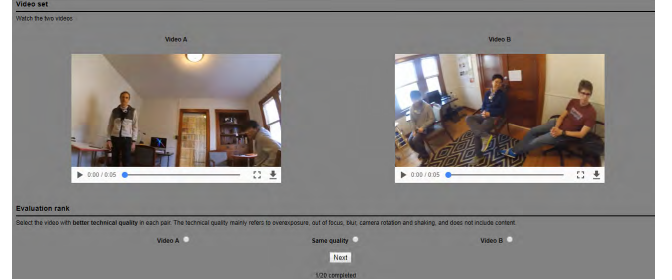 Video set
Watch the two videos
Video A
Video B
0:00 / 0:05
0:00 / 0:05
Evaluation rank
Select the video with better technical quality in each pair. The technical quality mainly refers to overexposure, out of focus, blur, camera rotation and shaking, and does not include content.
Video A
Same quality
Video B
Next
1/20 completed